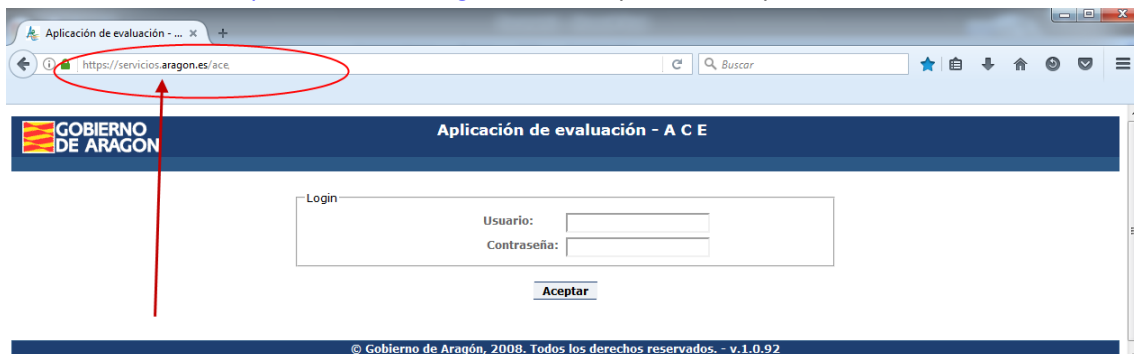 Aplicación de evaluación - ...
https://servicios.aragon.es/ace
Buscar
GOBIERNO
DE ARAGON
Aplicación de evaluación - A C E
Login
Usuario:
Contraseña:
Aceptar
© Gobierno de Aragón, 2008. Todos los derechos reservados. - v.1.0.92